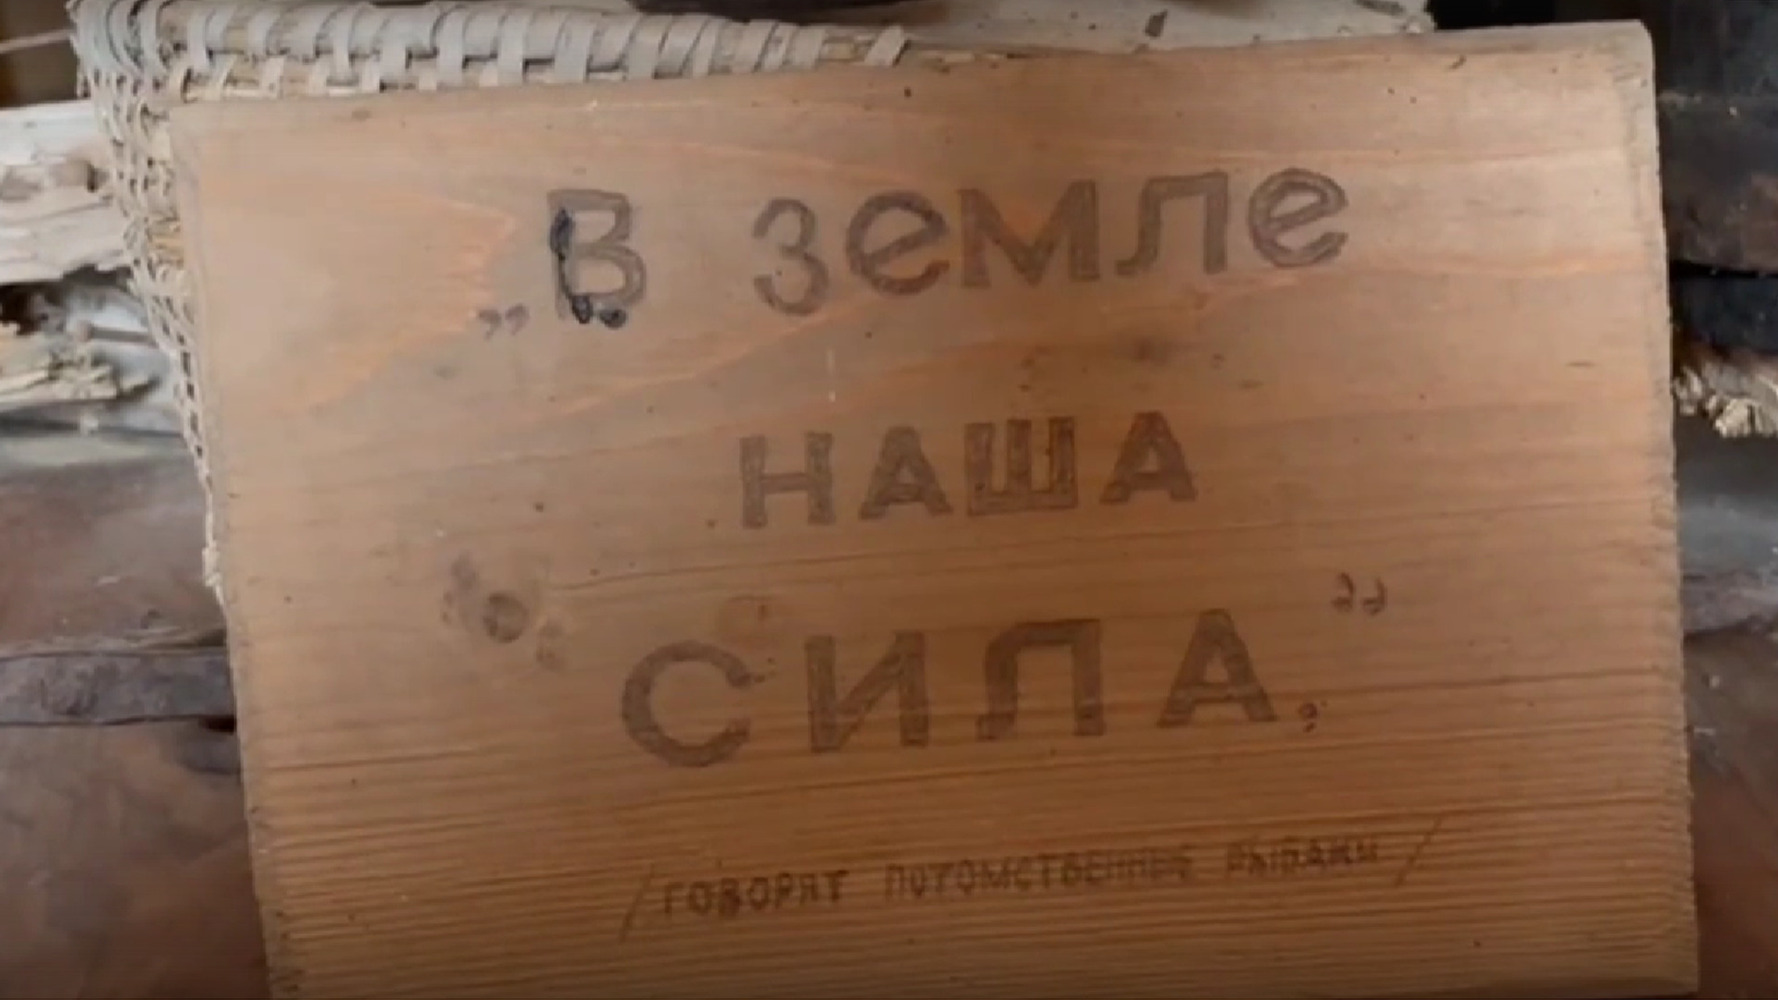 „В земле
НАША
СИЛА.“
/ГОВОРЯТ ПОТОМСТВЕННЫЕ РЫБАКИ/